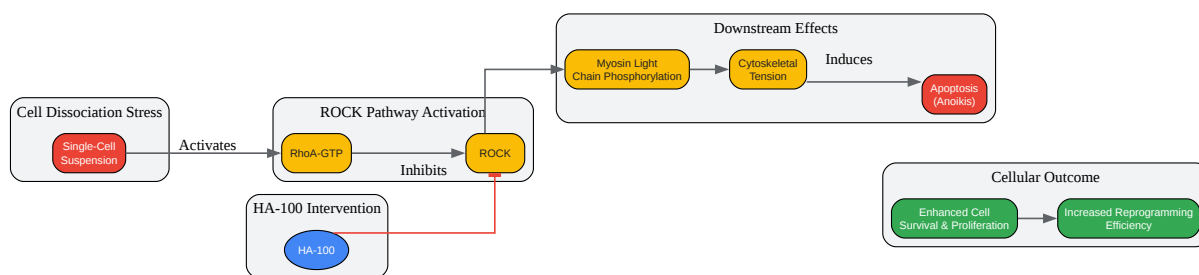 Downstream Effects
Myosin Light
Chain Phosphorylation
Cytoskeletal
Tension
Induces
Apoptosis
(Anoikis)
Cell Dissociation Stress
Single-Cell
Suspension
Activates
ROCK Pathway Activation
RhoA-GTP
ROCK
Inhibits
HA-100 Intervention
HA-100
Cellular Outcome
Enhanced Cell
Survival & Proliferation
Increased Reprogramming
Efficiency